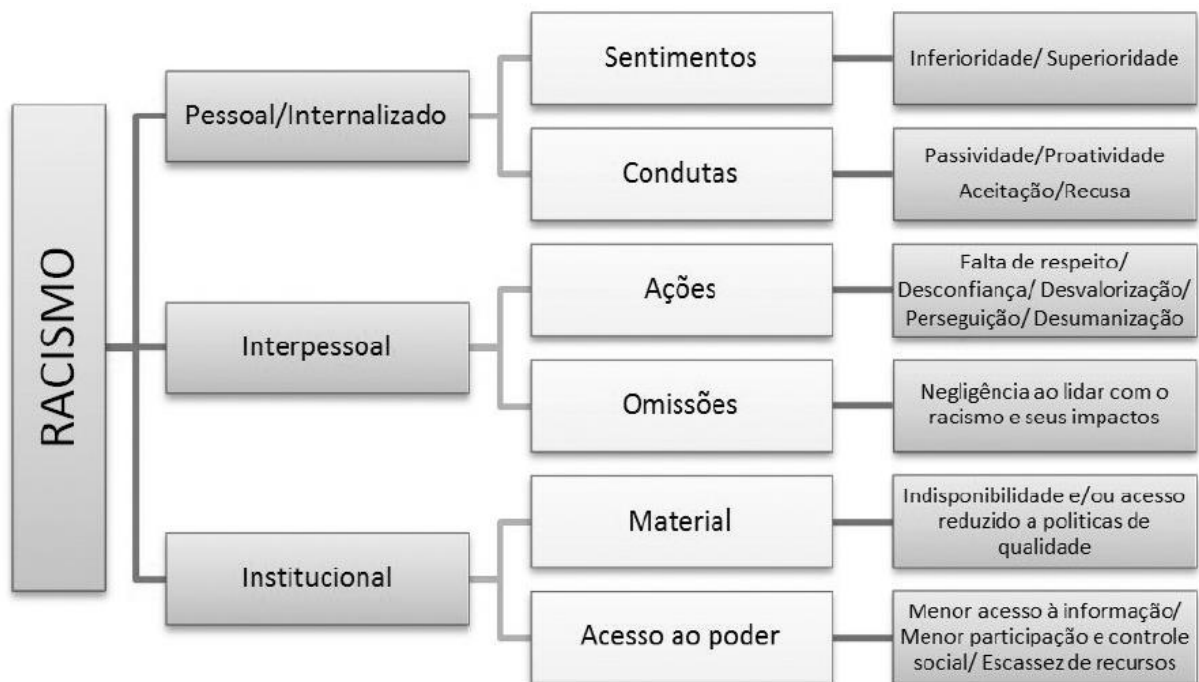 RACISMO
Pessoal/Internalizado
Sentimentos
Inferioridade/ Superioridade
Condutas
Passividade/Proatividade
Aceitação/Recusa
Interpessoal
Ações
Falta de respeito/
Desconfiança/ Desvalorização/
Perseguição/ Desumanização
Omissões
Negligência ao lidar com o
racismo e seus impactos
Institucional
Material
Indisponibilidade e/ou acesso
reduzido a politicas de
qualidade
Acesso ao poder
Menor acesso à informação/
Menor participação e controle
social/ Escassez de recursos